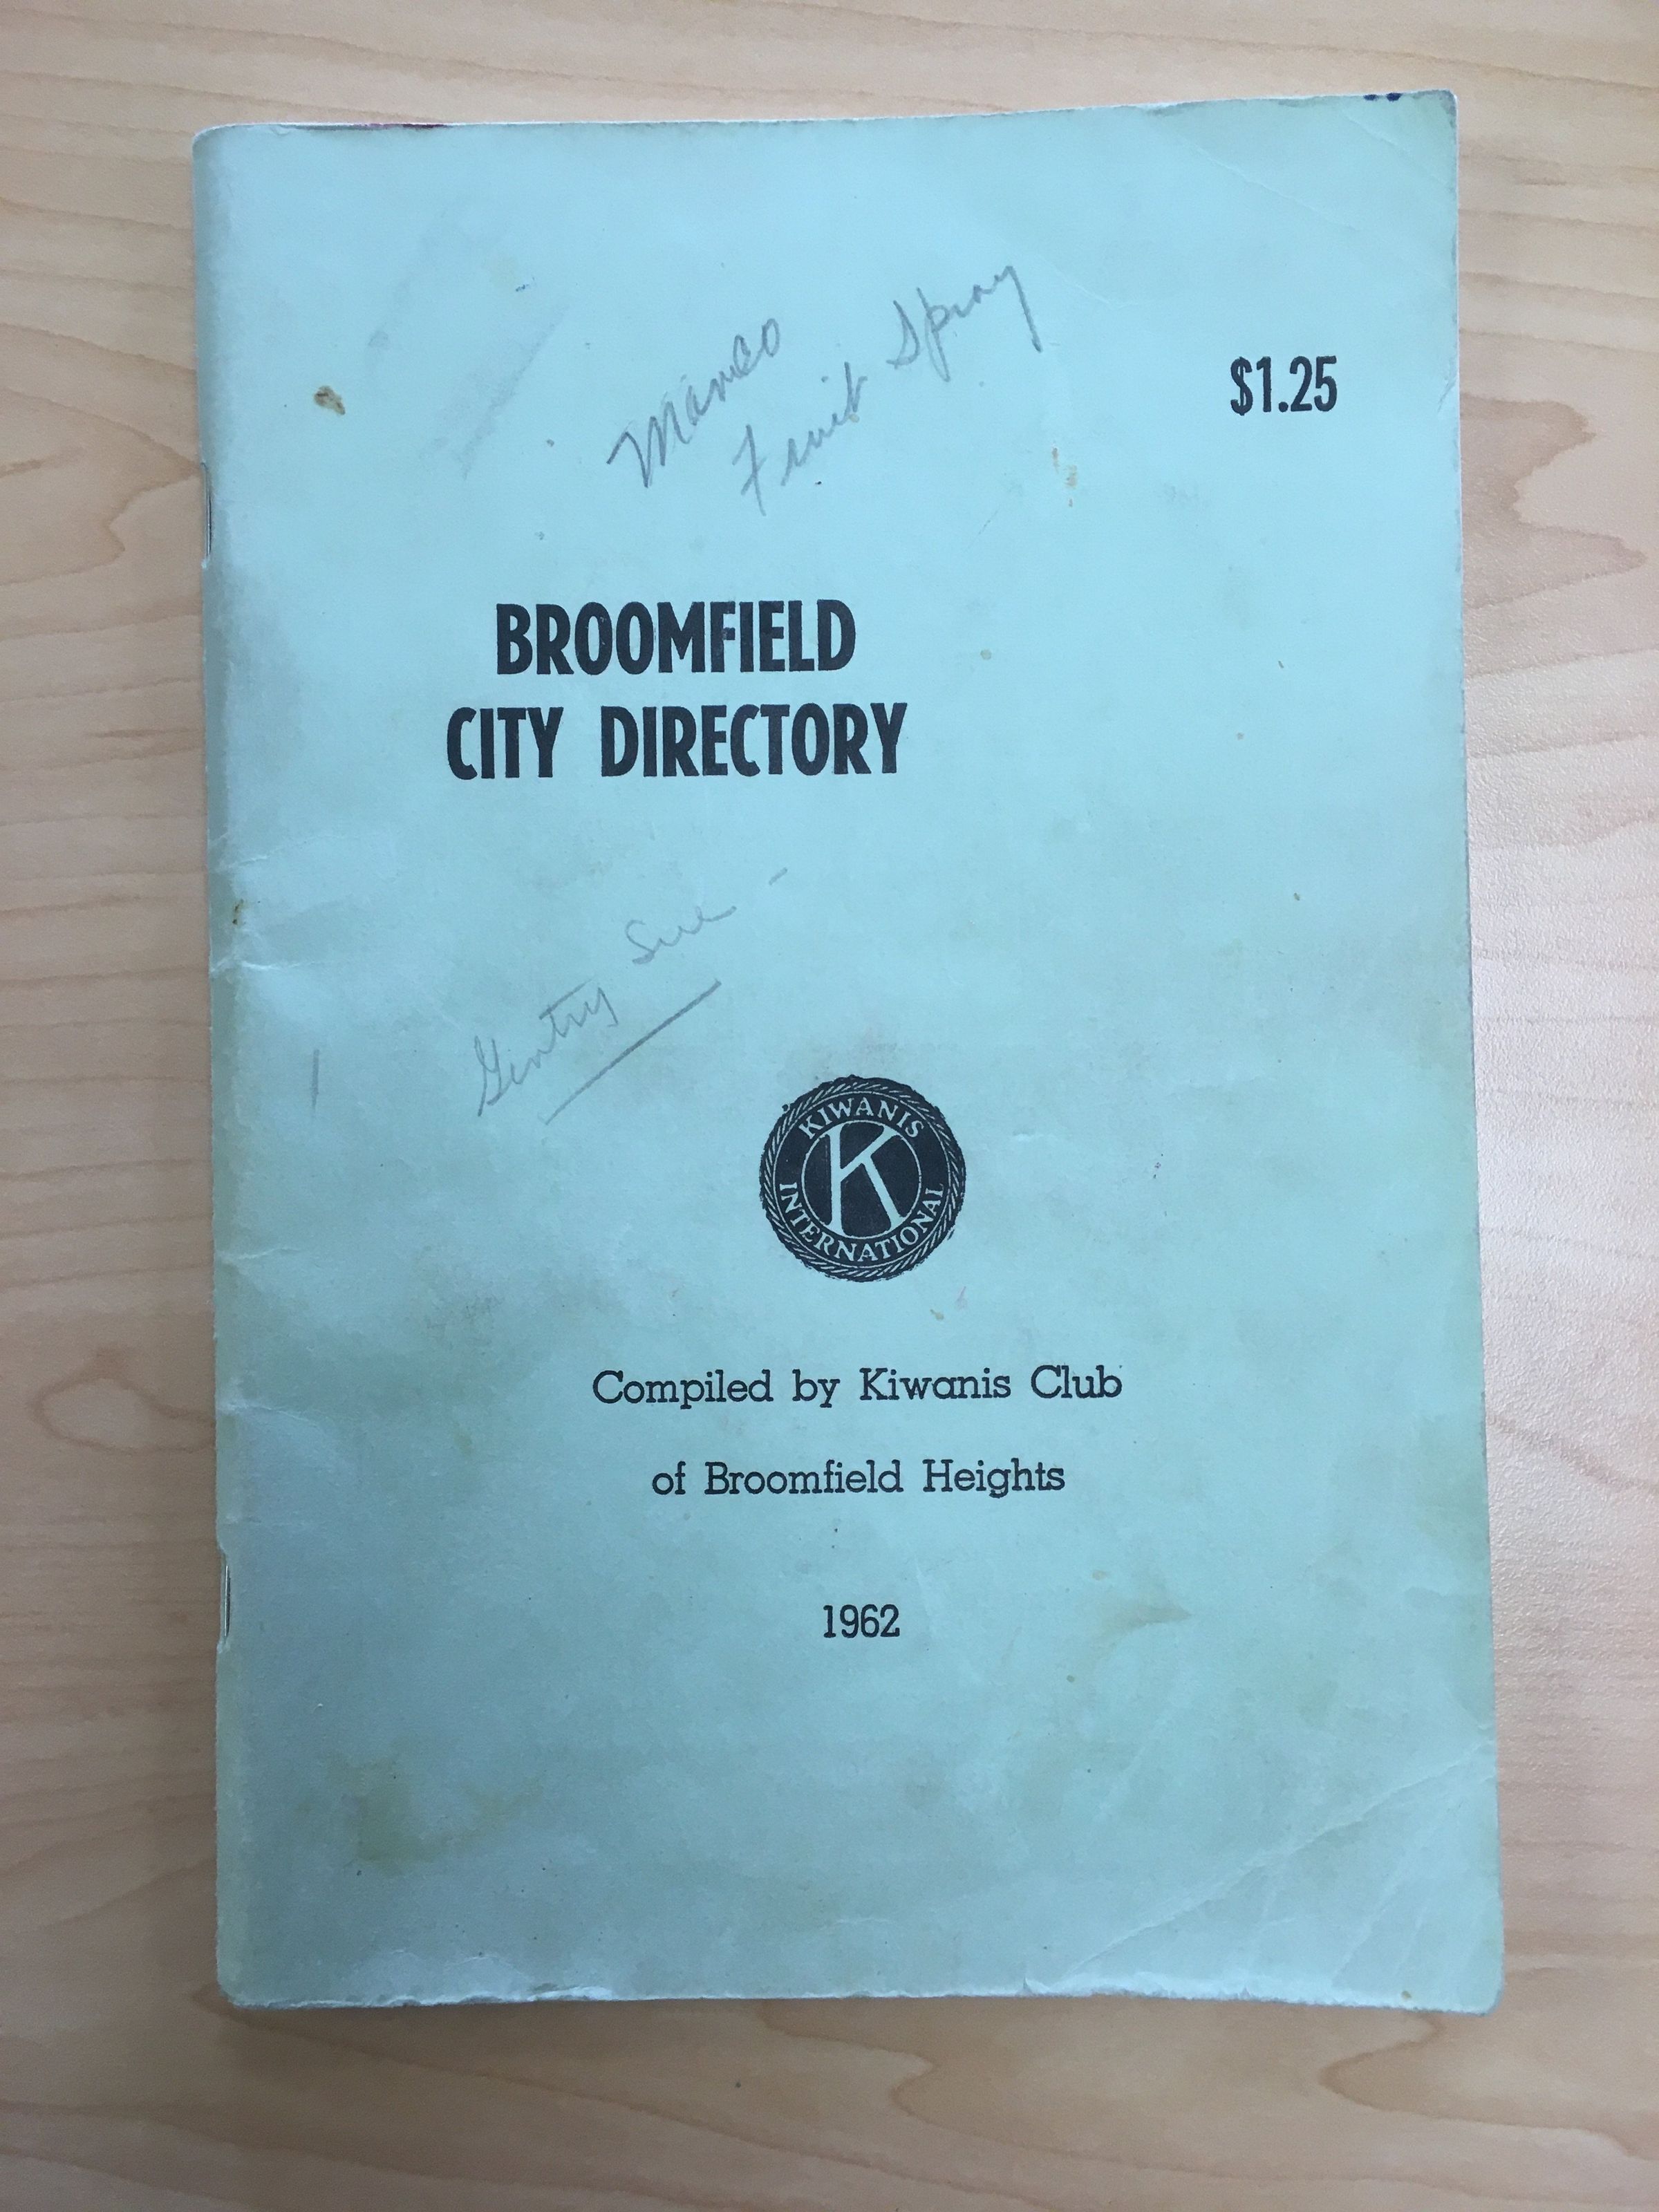 Fruit Spray
$1.25
BROOMFIELD
CITY DIRECTORY
Gentry Sue
KIWANIS
K
INTERNATIONAL
Compiled by Kiwanis Club
of Broomfield Heights
1962